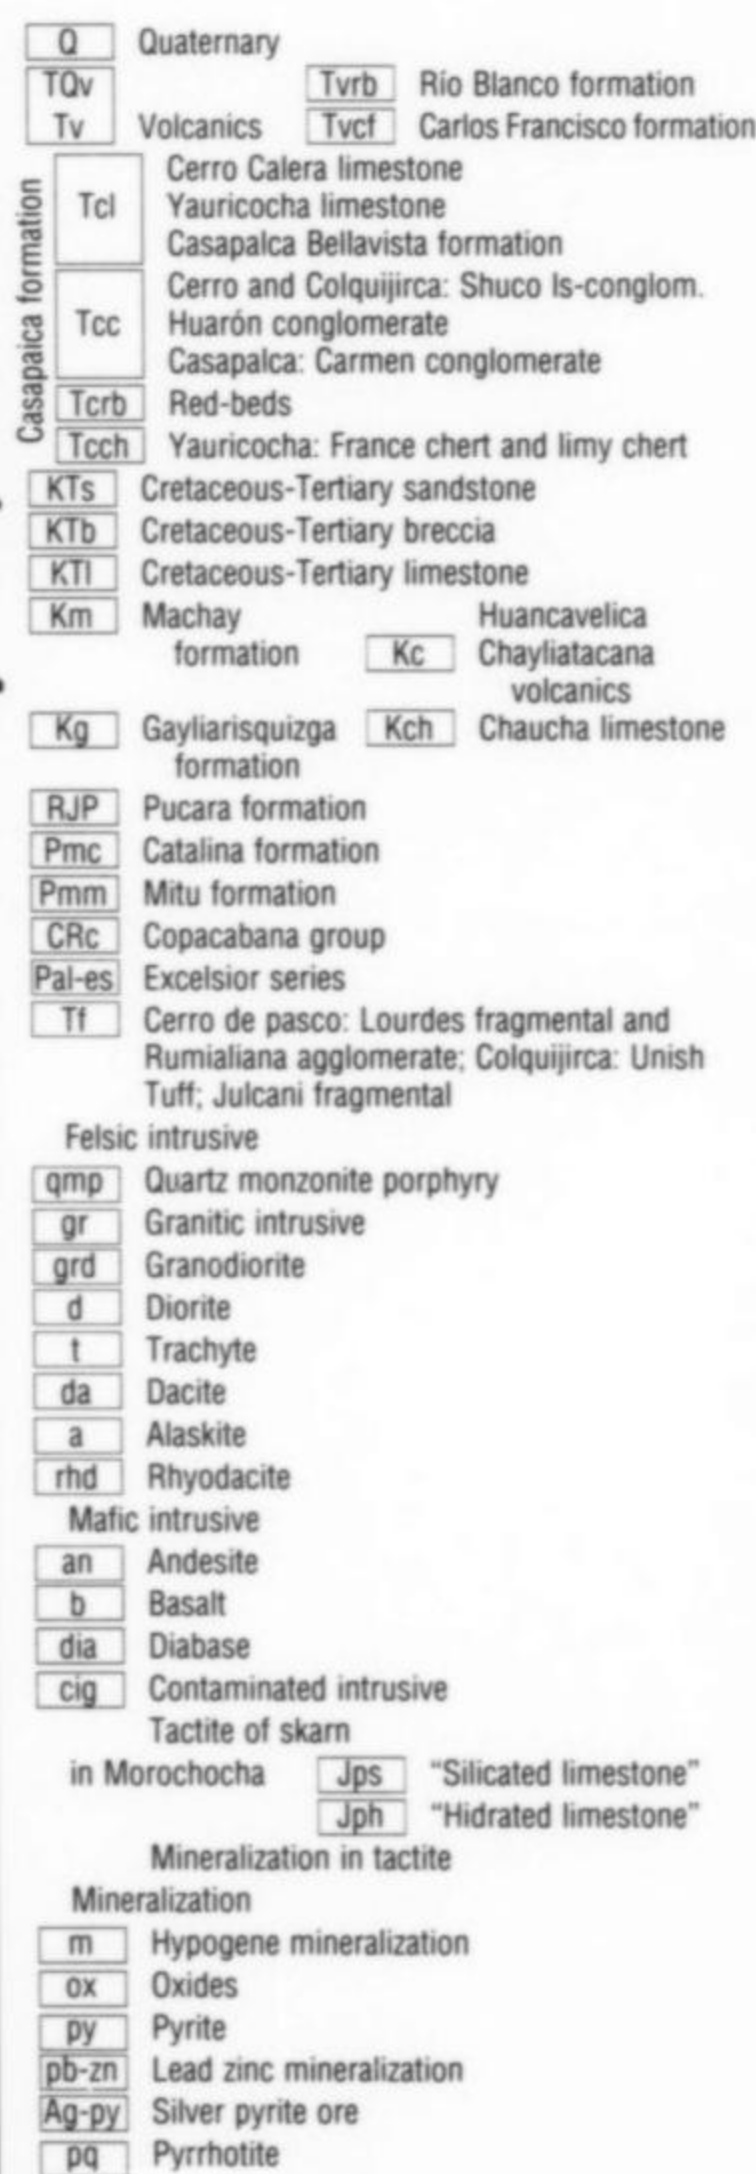 Q Quaternary
TQv Tvrb Río Blanco formation
Tv Volcanics Tvcf Carlos Francisco formation
Casapaica formation
Cerro Calera limestone
Tcl Yauricocha limestone
Casapalca Bellavista formation
Cerro and Colquijirca: Shuco ls-conglom.
Tcc Huarón conglomerate
Casapalca: Carmen conglomerate
Tcrb Red-beds
Tcch Yauricocha: France chert and limy chert
KTs Cretaceous-Tertiary sandstone
KTb Cretaceous-Tertiary breccia
KTl Cretaceous-Tertiary limestone
Km Machay Huancavelica
formation Kc Chayliatacana
volcanics
Kg Gayliarisquizga Kch Chaucha limestone
formation
RJP Pucara formation
Pmc Catalina formation
Pmm Mitu formation
CRc Copacabana group
Pal-es Excelsior series
Tf Cerro de pasco: Lourdes fragmental and
Rumialiana agglomerate; Colquijirca: Unish
Tuff; Julcani fragmental
Felsic intrusive
qmp Quartz monzonite porphyry
gr Granitic intrusive
grd Granodiorite
d Diorite
t Trachyte
da Dacite
a Alaskite
rhd Rhyodacite
Mafic intrusive
an Andesite
b Basalt
dia Diabase
cig Contaminated intrusive
Tactite of skarn
in Morochocha Jps "Silicated limestone"
Jph "Hidrated limestone"
Mineralization in tactite
Mineralization
m Hypogene mineralization
ox Oxides
py Pyrite
pb-zn Lead zinc mineralization
Ag-py Silver pyrite ore
pq Pyrrhotite